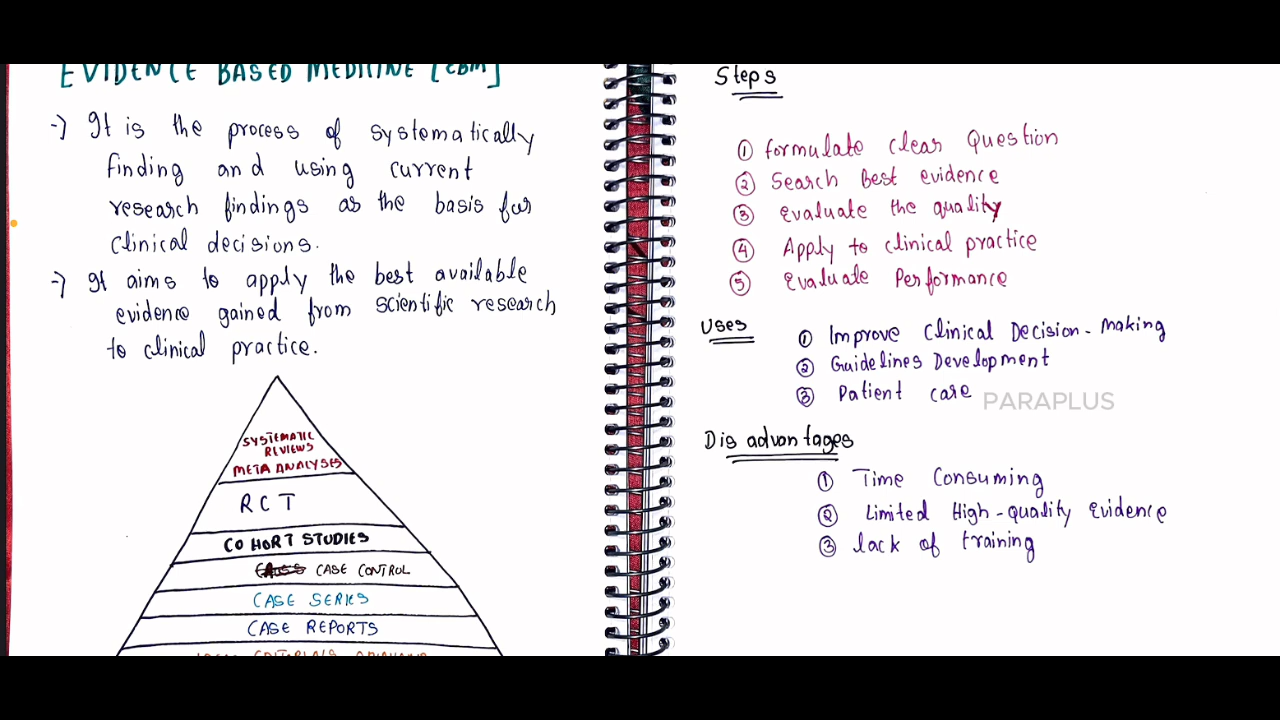 EVIDENCE BASED MEDICINE [EBM]
-> It is the process of systematically
finding and using current
research findings as the basis for
clinical decisions.
-> It aims to apply the best available
evidence gained from scientific research
to clinical practice.
SYSTEMATIC
REVIEWS
META ANALYSES
RCT
COHORT STUDIES
CASE CONTROL
CASE SERIES
CASE REPORTS
Steps
① Formulate clear Question
② Search Best evidence
③ Evaluate the quality
④ Apply to clinical practice
⑤ Evaluate Performance
Uses
① Improve Clinical Decision-Making
② Guidelines Development
③ Patient care
PARAPLUS
Disadvantages
① Time Consuming
② Limited High-quality Evidence
③ lack of training